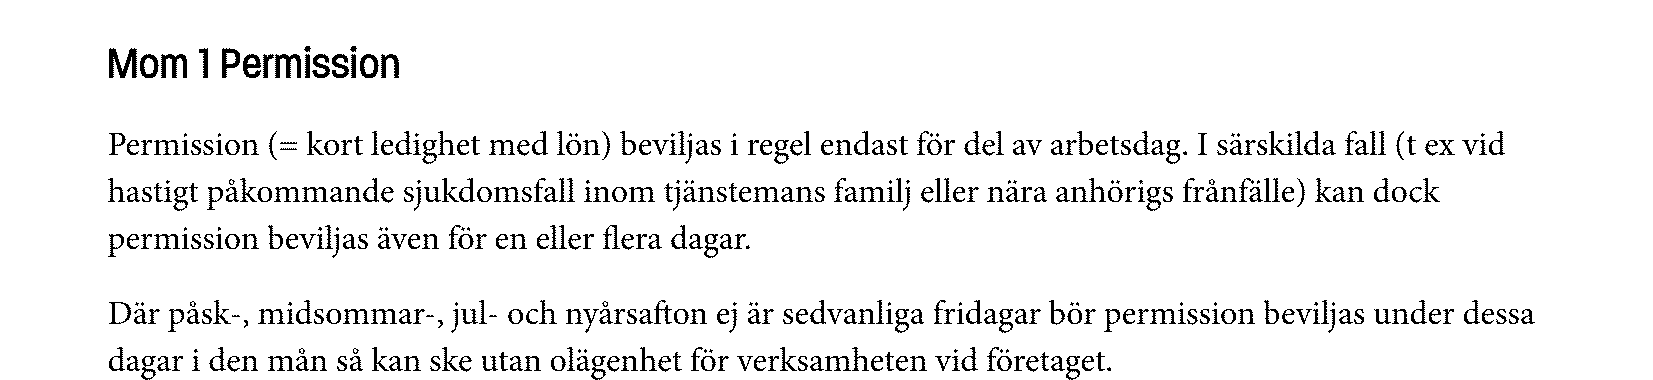 Mom 1 Permission
Permission (= kort ledighet med lön) beviljas i regel endast för del av arbetsdag. I särskilda fall (t ex vid
hastigt påkommande sjukdomsfall inom tjänstemans familj eller nära anhörigs frånfälle) kan dock
permission beviljas även för en eller flera dagar.
Där påsk-, midsommar-, jul- och nyårsafton ej är sedvanliga fridagar bör permission beviljas under dessa
dagar i den mån så kan ske utan olägenhet för verksamheten vid företaget.